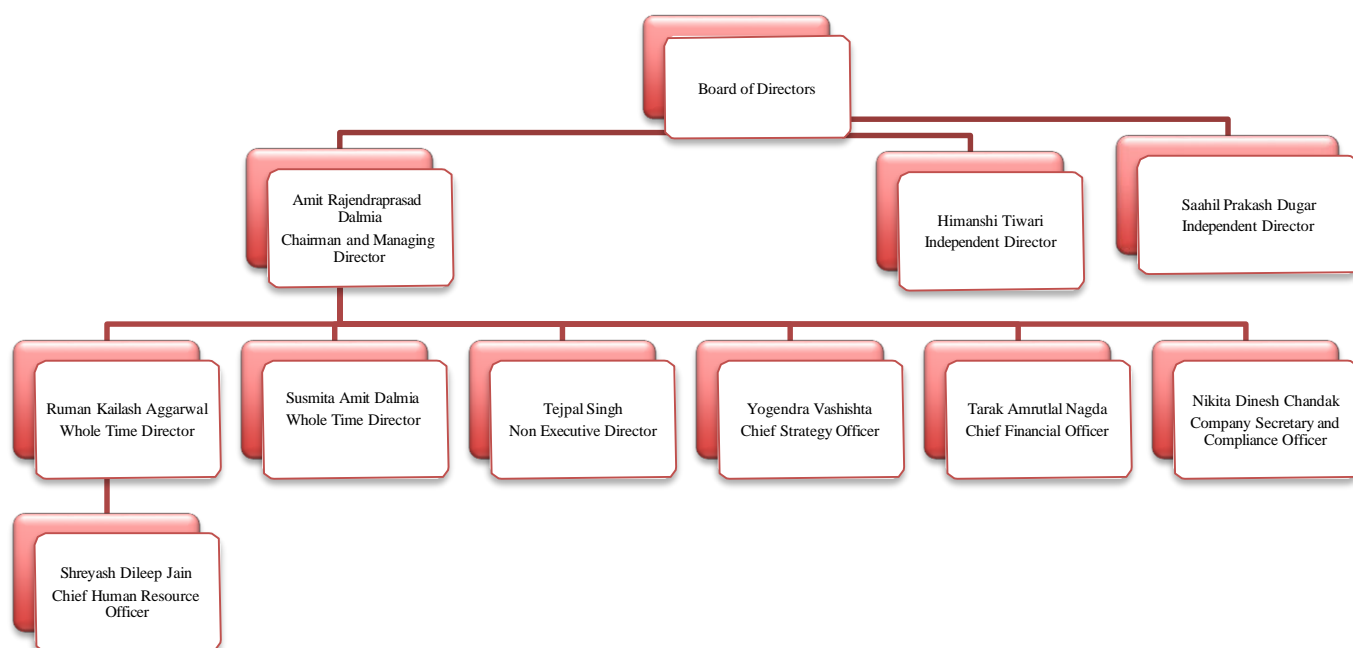 Board of Directors
Amit Rajendraprasad
Dalmia
Chairman and Managing
Director
Himanshi Tiwari
Independent Director
Saahil Prakash Dugar
Independent Director
Ruman Kailash Aggarwal
Whole Time Director
Susmita Amit Dalmia
Whole Time Director
Tejpal Singh
Non Executive Director
Yogendra Vashishta
Chief Strategy Officer
Tarak Amrutlal Nagda
Chief Financial Officer
Nikita Dinesh Chandak
Company Secretary and
Compliance Officer
Shreyash Dileep Jain
Chief Human Resource
Officer